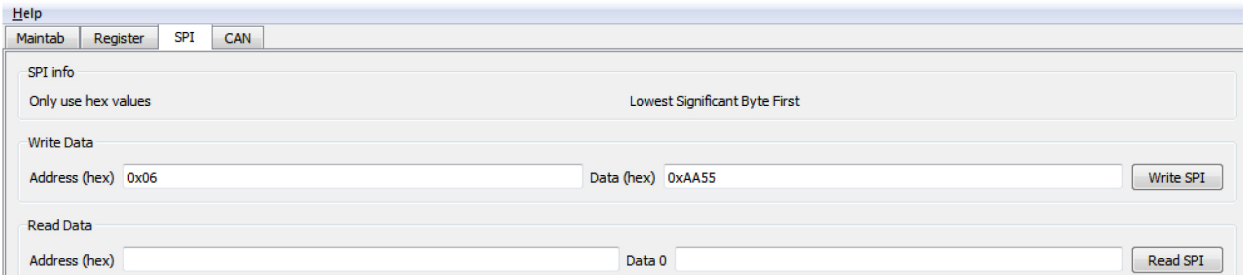 Help
Maintab Register SPI CAN
SPI info
Only use hex values Lowest Significant Byte First
Write Data
Address (hex) 0x06 Data (hex) 0xAA55 Write SPI
Read Data
Address (hex) Data 0 Read SPI